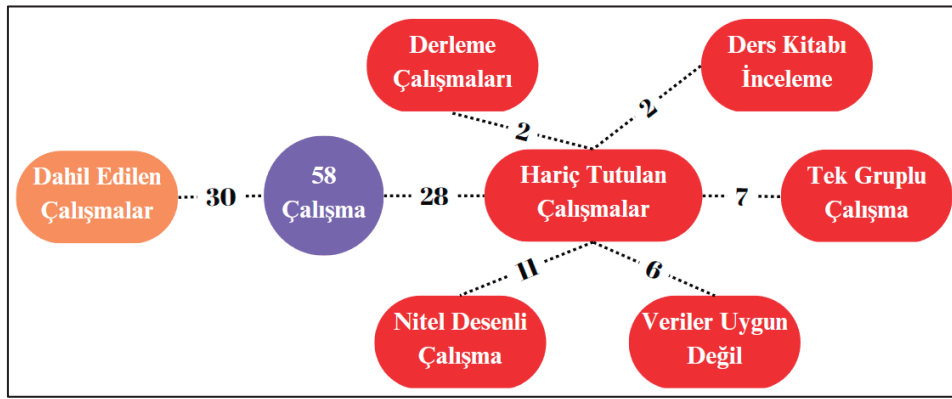 Derleme
Çalışmaları
Ders Kitabı
İnceleme
2
2
Dahil Edilen
Çalışmalar
30
58
Çalışma
28
Hariç Tutulan
Çalışmalar
7
Tek Gruplu
Çalışma
11
6
Nitel Desenli
Çalışma
Veriler Uygun
Değil